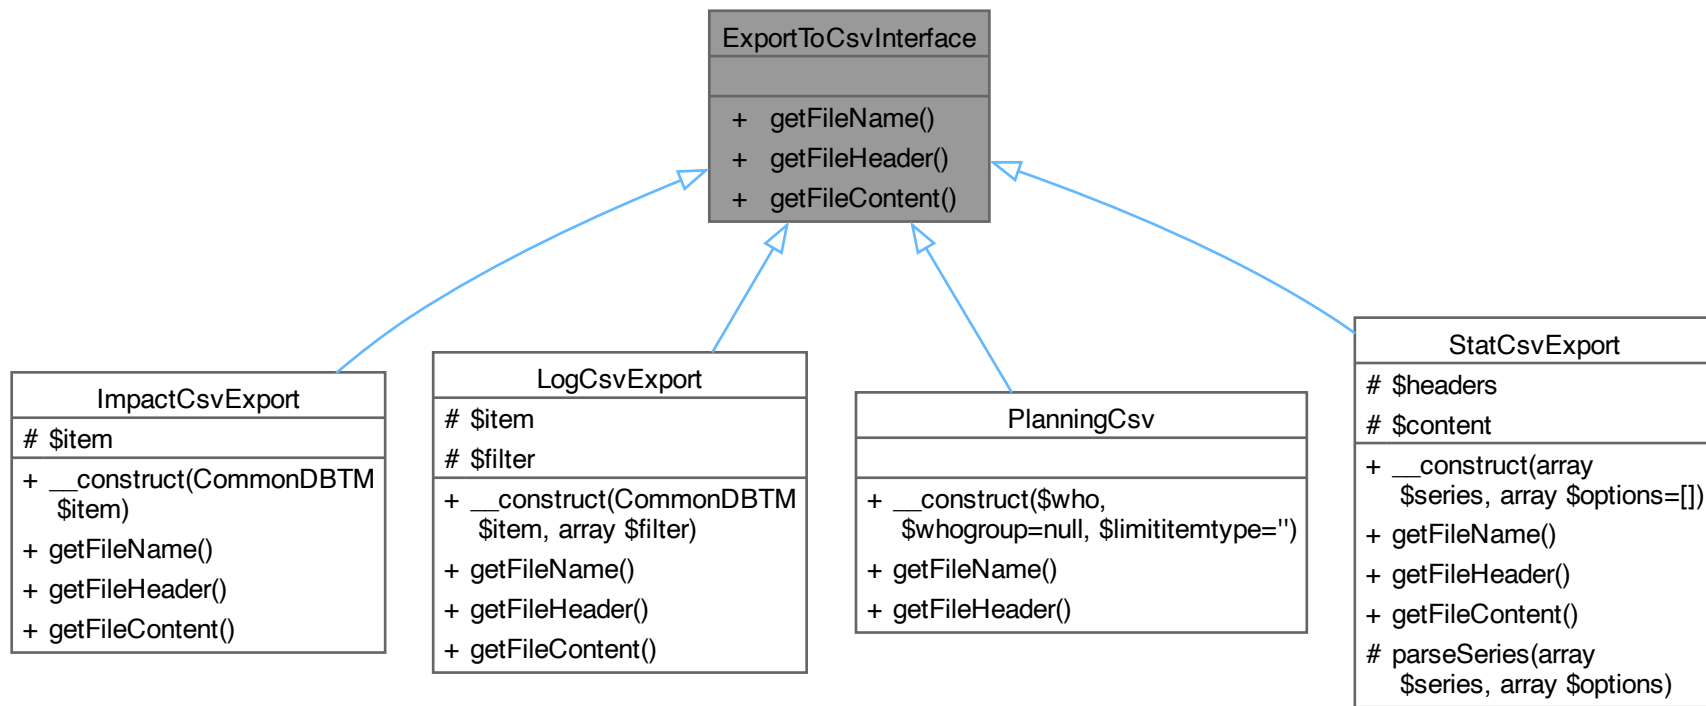 ExportToCsvInterface
+ getFileName()
+ getFileHeader()
+ getFileContent()
ImpactCsvExport
# $item
+ __construct(CommonDBTM
$item)
+ getFileName()
+ getFileHeader()
+ getFileContent()
LogCsvExport
# $item
# $filter
+ __construct(CommonDBTM
$item, array $filter)
+ getFileName()
+ getFileHeader()
+ getFileContent()
PlanningCsv
+ __construct($who,
$whogroup=null, $limititemtype='')
+ getFileName()
+ getFileHeader()
StatCsvExport
# $headers
# $content
+ __construct(array
$series, array $options=[])
+ getFileName()
+ getFileHeader()
+ getFileContent()
# parseSeries(array
$series, array $options)